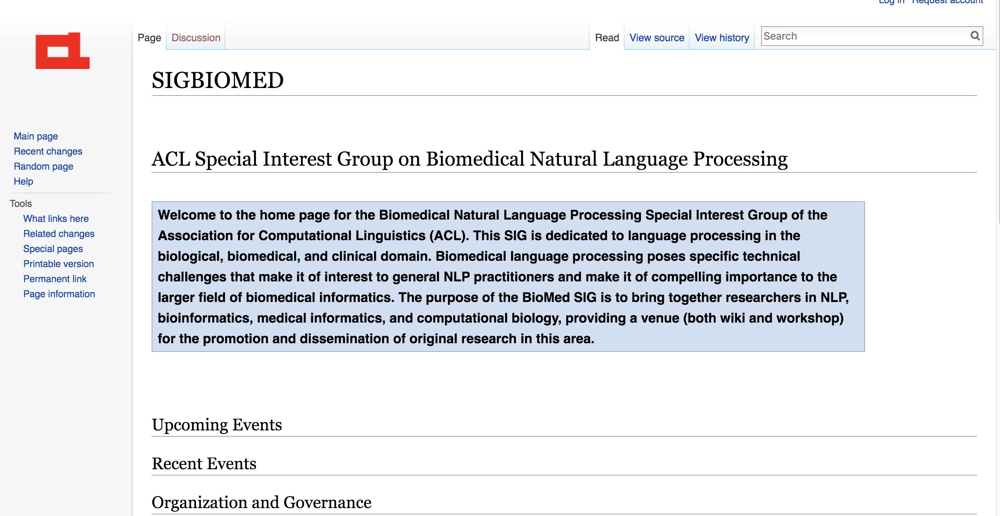 Log in Request account
Page Discussion Read View source View history Search
SIGBIOMED
Main page
Recent changes
Random page
Help
Tools
What links here
Related changes
Special pages
Printable version
Permanent link
Page information
ACL Special Interest Group on Biomedical Natural Language Processing
Welcome to the home page for the Biomedical Natural Language Processing Special Interest Group of the
Association for Computational Linguistics (ACL). This SIG is dedicated to language processing in the
biological, biomedical, and clinical domain. Biomedical language processing poses specific technical
challenges that make it of interest to general NLP practitioners and make it of compelling importance to the
larger field of biomedical informatics. The purpose of the BioMed SIG is to bring together researchers in NLP,
bioinformatics, medical informatics, and computational biology, providing a venue (both wiki and workshop)
for the promotion and dissemination of original research in this area.
Upcoming Events
Recent Events
Organization and Governance